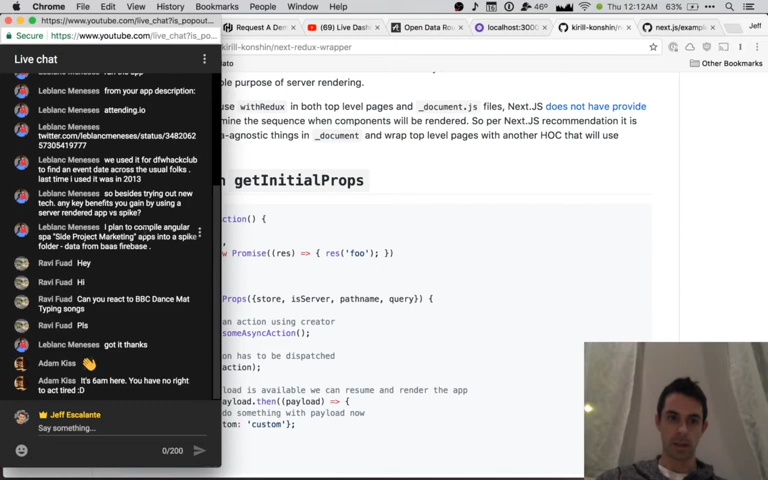 Chrome File Edit View History Bookmarks People Window Help
46° 63% Thu 12:12AM
https://www.youtube.com/live_chat?is_popout...
Secure https://www.youtube.com/live_chat?is_po...
Request A De
(69) Live Dash
Open Data Rou
localhost:3000
kirill-konshin/n
next.js/examp
Jeff
kirill-konshin/next-redux-wrapper
Other Bookmarks
Live chat
Leblanc Meneses
Leblanc Meneses from your app description:
Leblanc Meneses attending.io
Leblanc Meneses
twitter.com/leblancmeneses/status/3482062
57305419777
Leblanc Meneses we used it for dfwhackclub
to find an event date across the usual folks .
last time i used it was in 2013
Leblanc Meneses so besides trying out new
tech. any key benefits you gain by using a
server rendered app vs spike?
Leblanc Meneses I plan to compile angular
spa "Side Project Marketing" apps into a spike
folder - data from baas firebase .
Ravi Fuad Hey
Ravi Fuad Hi
Ravi Fuad Can you react to BBC Dance Mat
Typing songs
Ravi Fuad Pls
Leblanc Meneses got it thanks
Adam Kiss 👋
Adam Kiss It's 6am here. You have no right
to act tired :D
Jeff Escalante
Say something...
0/200
le purpose of server rendering.
use withRedux in both top level pages and _document.js files, Next.JS does not have provide
mine the sequence when components will be rendered. So per Next.JS recommendation it is
a-agnostic things in _document and wrap top level pages with another HOC that will use
getInitialProps
ction() {
w Promise((res) => { res('foo'); })
Props({store, isServer, pathname, query}) {
an action using creator
someAsyncAction();
on has to be dispatched
action);
load is available we can resume and render the app
ayload.then((payload) => {
do something with payload now
tom: 'custom'};